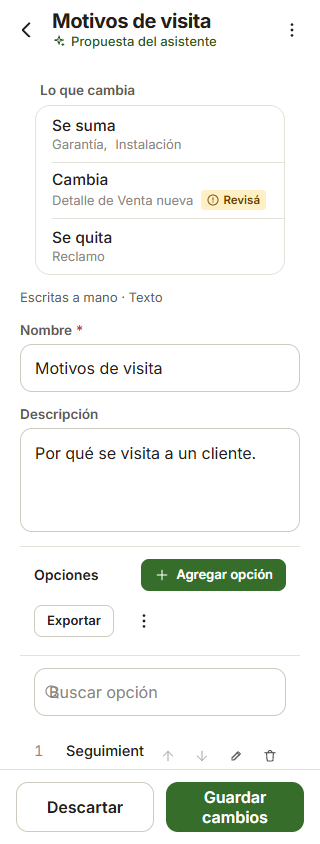 Motivos de visita
Propuesta del asistente
Lo que cambia
Se suma
Garantía, Instalación
Cambia
Detalle de Venta nueva Revisá
Se quita
Reclamo
Escritas a mano · Texto
Nombre *
Motivos de visita
Descripción
Por qué se visita a un cliente.
Opciones
Agregar opción
Exportar
Buscar opción
1 Seguimient
Descartar
Guardar
cambios